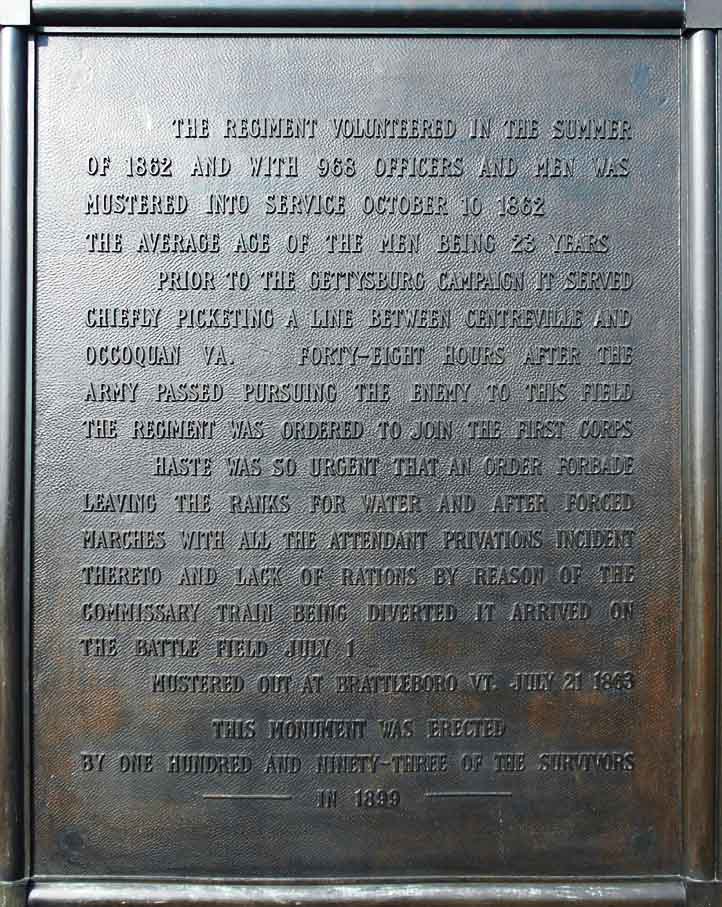 THE REGIMENT VOLUNTEERED IN THE SUMMER
OF 1862 AND WITH 968 OFFICERS AND MEN WAS
MUSTERED INTO SERVICE OCTOBER 10 1862
THE AVERAGE AGE OF THE MEN BEING 23 YEARS
PRIOR TO THE GETTYSBURG CAMPAIGN IT SERVED
CHIEFLY PICKETING A LINE BETWEEN CENTREVILLE AND
OCCOQUAN VA. FORTY-EIGHT HOURS AFTER THE
ARMY PASSED PURSUING THE ENEMY TO THIS FIELD
THE REGIMENT WAS ORDERED TO JOIN THE FIRST CORPS
HASTE WAS SO URGENT THAT AN ORDER FORBADE
LEAVING THE RANKS FOR WATER AND AFTER FORCED
MARCHES WITH ALL THE ATTENDANT PRIVATIONS INCIDENT
THERETO AND LACK OF RATIONS BY REASON OF THE
COMMISSARY TRAIN BEING DIVERTED IT ARRIVED ON
THE BATTLE FIELD JULY 1
MUSTERED OUT AT BRATTLEBORO VT. JULY 21 1863
THIS MONUMENT WAS ERECTED
BY ONE HUNDRED AND NINETY-THREE OF THE SURVIVORS
IN 1899